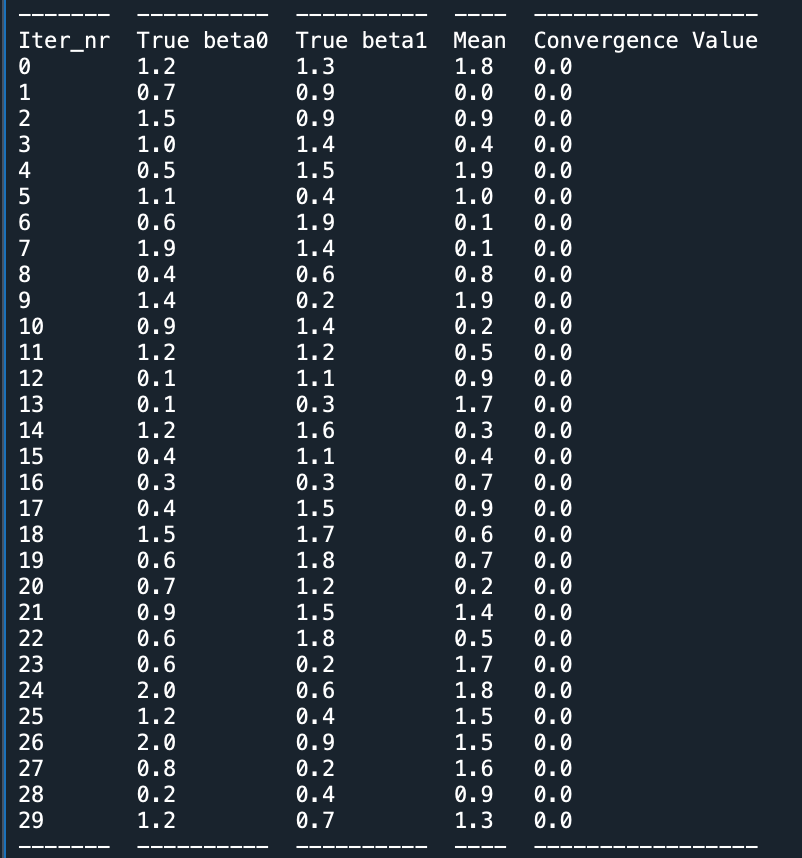 -------  ----------  ----------  ----  -----------------
Iter_nr  True beta0  True beta1  Mean  Convergence Value
0        1.2         1.3         1.8   0.0
1        0.7         0.9         0.0   0.0
2        1.5         0.9         0.9   0.0
3        1.0         1.4         0.4   0.0
4        0.5         1.5         1.9   0.0
5        1.1         0.4         1.0   0.0
6        0.6         1.9         0.1   0.0
7        1.9         1.4         0.1   0.0
8        0.4         0.6         0.8   0.0
9        1.4         0.2         1.9   0.0
10       0.9         1.4         0.2   0.0
11       1.2         1.2         0.5   0.0
12       0.1         1.1         0.9   0.0
13       0.1         0.3         1.7   0.0
14       1.2         1.6         0.3   0.0
15       0.4         1.1         0.4   0.0
16       0.3         0.3         0.7   0.0
17       0.4         1.5         0.9   0.0
18       1.5         1.7         0.6   0.0
19       0.6         1.8         0.7   0.0
20       0.7         1.2         0.2   0.0
21       0.9         1.5         1.4   0.0
22       0.6         1.8         0.5   0.0
23       0.6         0.2         1.7   0.0
24       2.0         0.6         1.8   0.0
25       1.2         0.4         1.5   0.0
26       2.0         0.9         1.5   0.0
27       0.8         0.2         1.6   0.0
28       0.2         0.4         0.9   0.0
29       1.2         0.7         1.3   0.0
-------  ----------  ----------  ----  -----------------